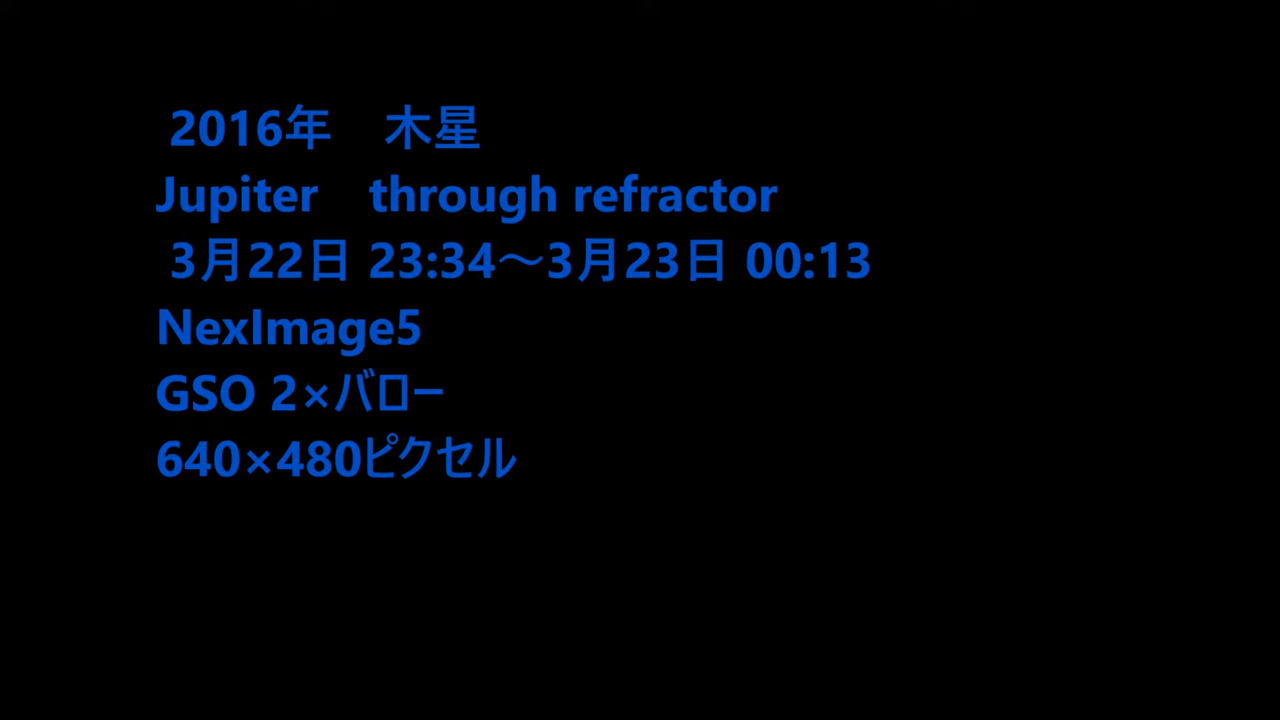 2016年　木星
Jupiter　through refractor
3月22日 23:34～3月23日 00:13
NexImage5
GSO 2×バロー
640×480ピクセル